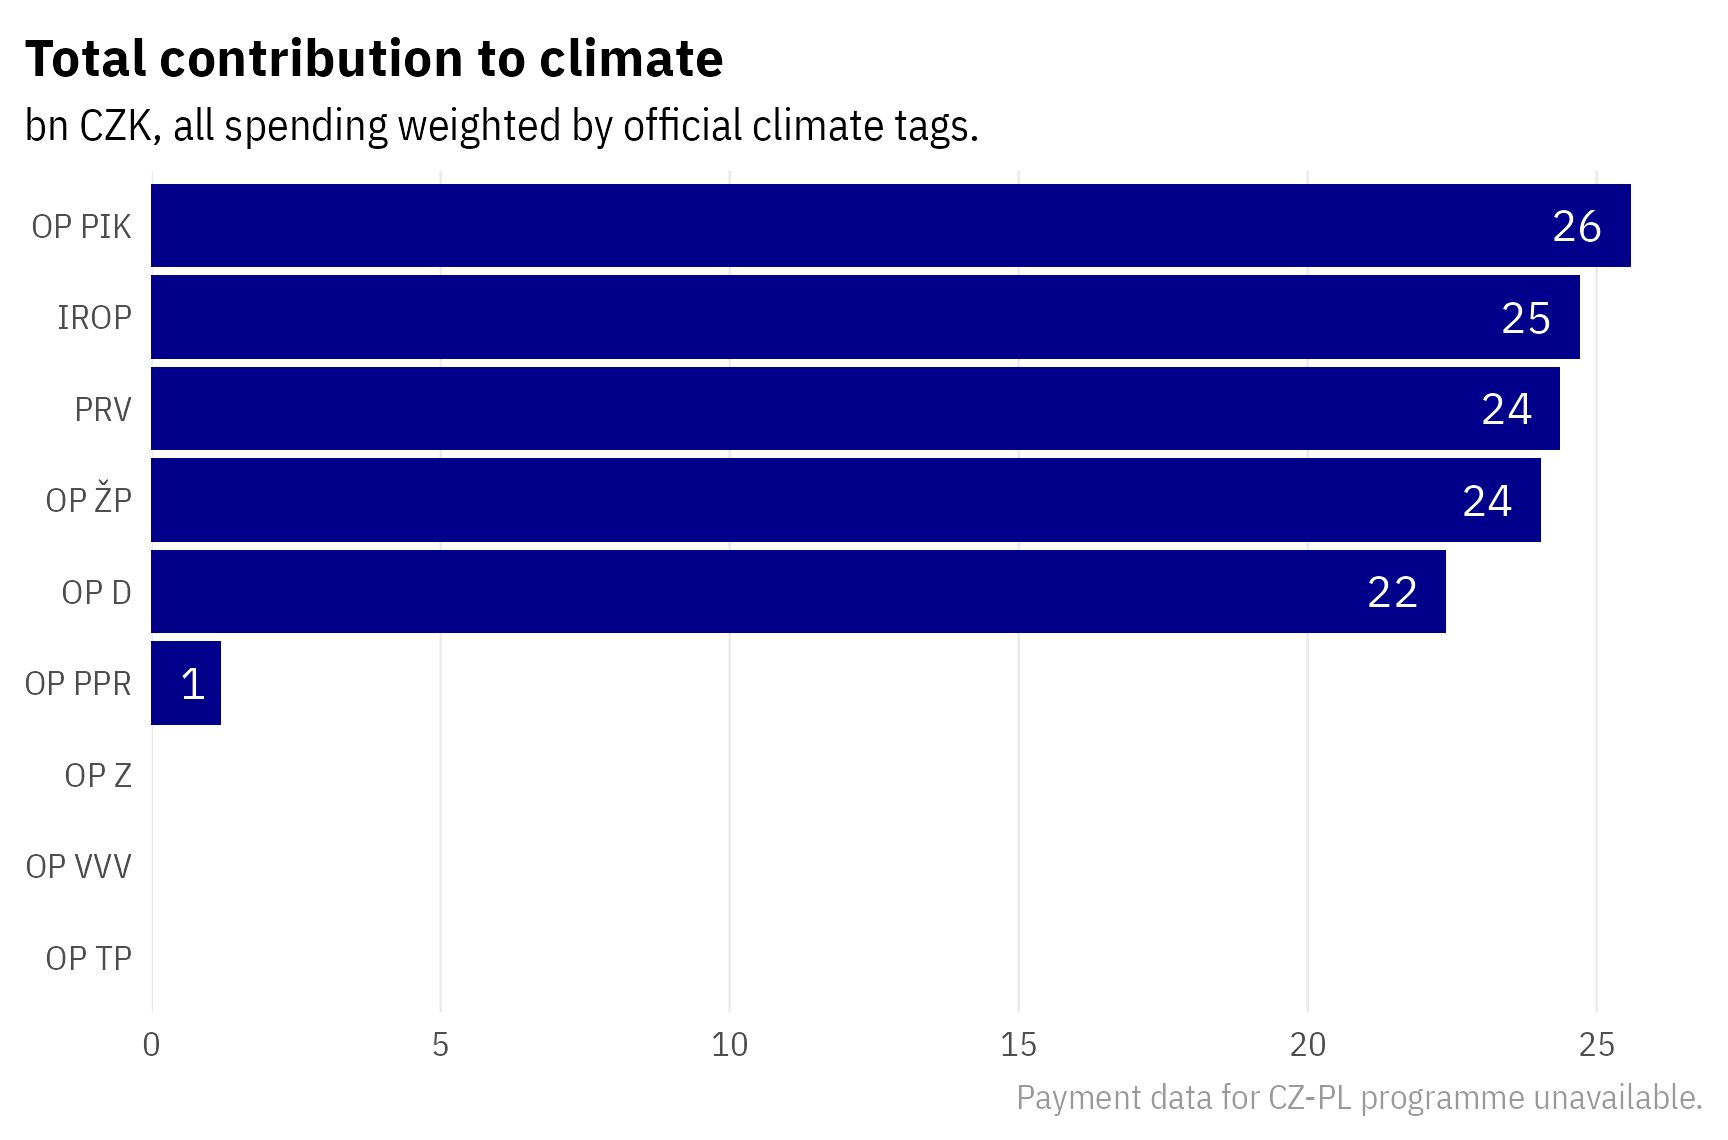 Total contribution to climate
bn CZK, all spending weighted by official climate tags.
OP PIK 26
IROP 25
PRV 24
OP ŽP 24
OP D 22
OP PPR 1
OP Z
OP VVV
OP TP
0 5 10 15 20 25
Payment data for CZ-PL programme unavailable.